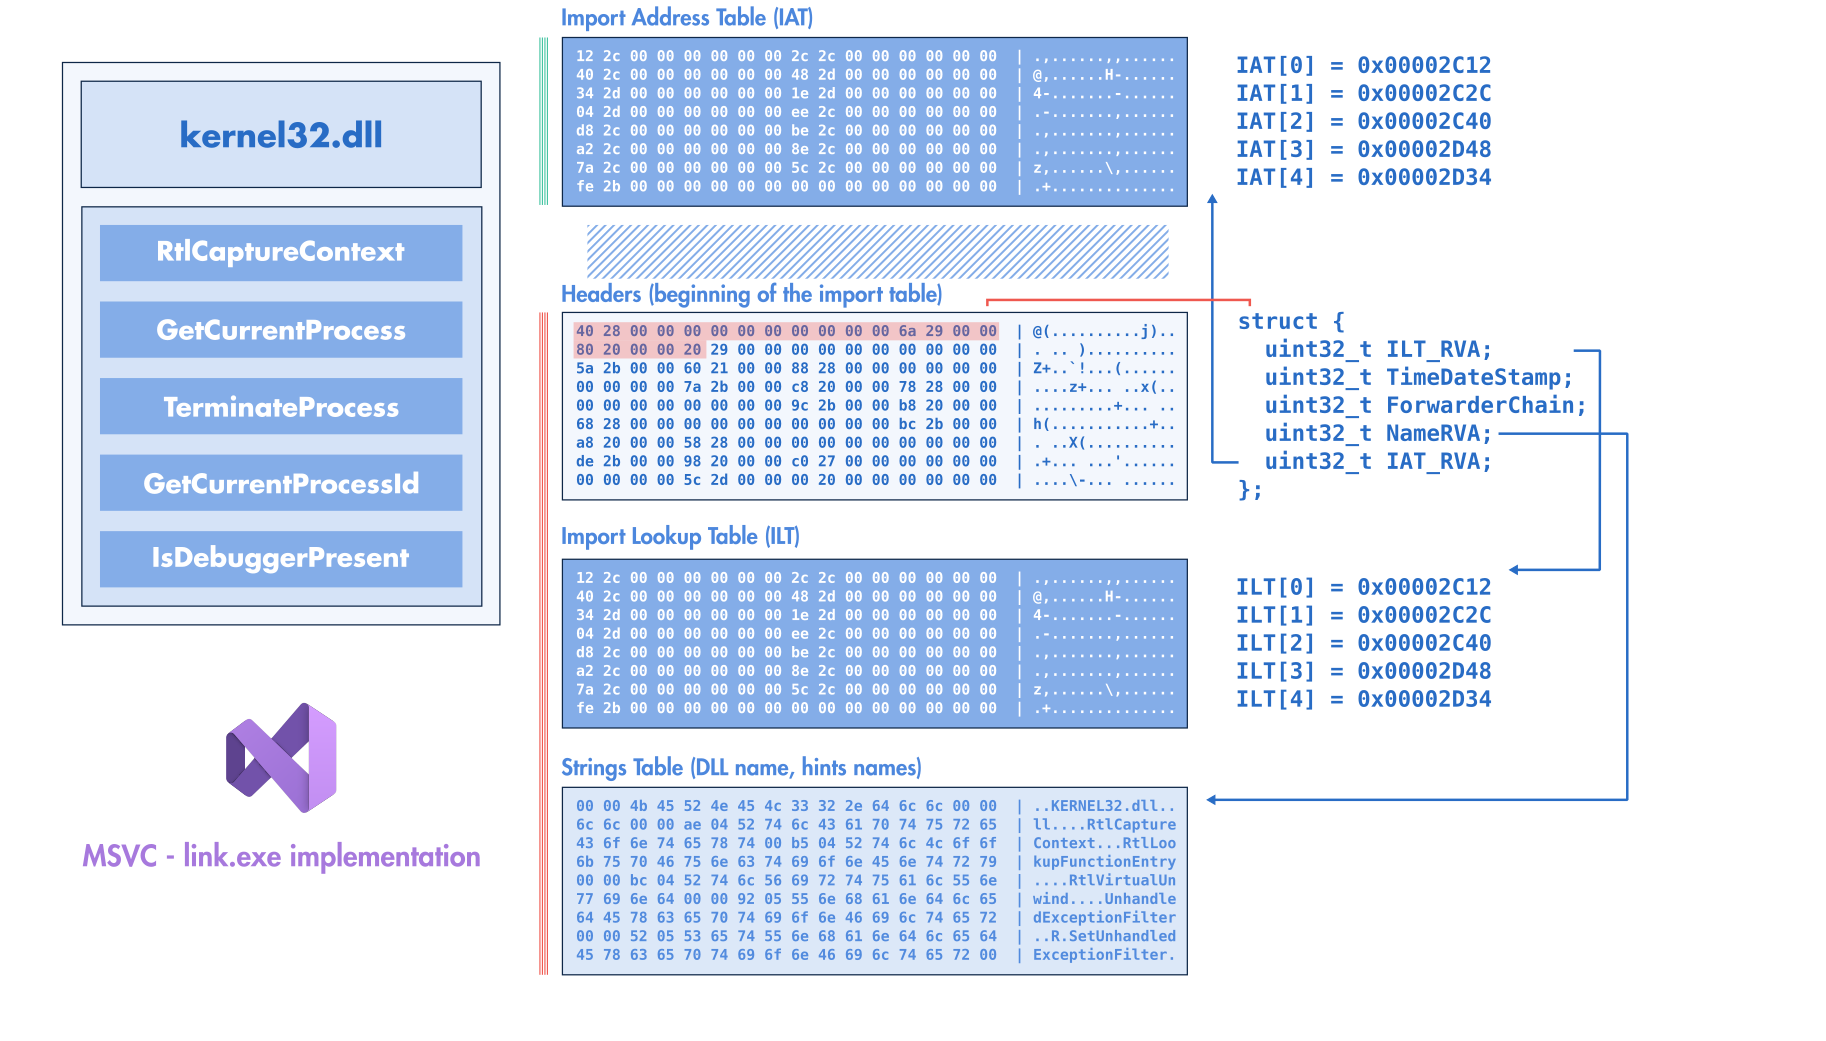 kernel32.dll
RtlCaptureContext
GetCurrentProcess
TerminateProcess
GetCurrentProcessId
IsDebuggerPresent
MSVC - link.exe implementation
Import Address Table (IAT)
12 2c 00 00 00 00 00 00 2c 2c 00 00 00 00 00 00 | .,......,,......
40 2c 00 00 00 00 00 00 48 2d 00 00 00 00 00 00 | @,......H-......
34 2d 00 00 00 00 00 00 1e 2d 00 00 00 00 00 00 | 4-.......-......
04 2d 00 00 00 00 00 00 ee 2c 00 00 00 00 00 00 | .-.......,......
d8 2c 00 00 00 00 00 00 be 2c 00 00 00 00 00 00 | .,.......,......
a2 2c 00 00 00 00 00 00 8e 2c 00 00 00 00 00 00 | .,.......,......
7a 2c 00 00 00 00 00 00 5c 2c 00 00 00 00 00 00 | z,......\,......
fe 2b 00 00 00 00 00 00 00 00 00 00 00 00 00 00 | .+..............
IAT[0] = 0x00002C12
IAT[1] = 0x00002C2C
IAT[2] = 0x00002C40
IAT[3] = 0x00002D48
IAT[4] = 0x00002D34
Headers (beginning of the import table)
40 28 00 00 00 00 00 00 00 00 00 00 6a 29 00 00 | @(..........j)..
80 20 00 00 20 29 00 00 00 00 00 00 00 00 00 00 | . .. )..........
5a 2b 00 00 60 21 00 00 88 28 00 00 00 00 00 00 | Z+..`!...(......
00 00 00 00 7a 2b 00 00 c8 20 00 00 78 28 00 00 | ....z+... ..x(..
00 00 00 00 00 00 00 00 9c 2b 00 00 b8 20 00 00 | .........+... ..
68 28 00 00 00 00 00 00 00 00 00 00 bc 2b 00 00 | h(...........+..
a8 20 00 00 58 28 00 00 00 00 00 00 00 00 00 00 | . ..X(..........
de 2b 00 00 98 20 00 00 c0 27 00 00 00 00 00 00 | .+... ...'......
00 00 00 00 5c 2d 00 00 00 20 00 00 00 00 00 00 | ....\-... ......
struct {
uint32_t ILT_RVA;
uint32_t TimeDateStamp;
uint32_t ForwarderChain;
uint32_t NameRVA;
uint32_t IAT_RVA;
};
Import Lookup Table (ILT)
12 2c 00 00 00 00 00 00 2c 2c 00 00 00 00 00 00 | .,......,,......
40 2c 00 00 00 00 00 00 48 2d 00 00 00 00 00 00 | @,......H-......
34 2d 00 00 00 00 00 00 1e 2d 00 00 00 00 00 00 | 4-.......-......
04 2d 00 00 00 00 00 00 ee 2c 00 00 00 00 00 00 | .-.......,......
d8 2c 00 00 00 00 00 00 be 2c 00 00 00 00 00 00 | .,.......,......
a2 2c 00 00 00 00 00 00 8e 2c 00 00 00 00 00 00 | .,.......,......
7a 2c 00 00 00 00 00 00 5c 2c 00 00 00 00 00 00 | z,......\,......
fe 2b 00 00 00 00 00 00 00 00 00 00 00 00 00 00 | .+..............
ILT[0] = 0x00002C12
ILT[1] = 0x00002C2C
ILT[2] = 0x00002C40
ILT[3] = 0x00002D48
ILT[4] = 0x00002D34
Strings Table (DLL name, hints names)
00 00 4b 45 52 4e 45 4c 33 32 2e 64 6c 6c 00 00 | ..KERNEL32.dll..
6c 6c 00 00 ae 04 52 74 6c 43 61 70 74 75 72 65 | ll....RtlCapture
43 6f 6e 74 65 78 74 00 b5 04 52 74 6c 4c 6f 6f | Context...RtlLoo
6b 75 70 46 75 6e 63 74 69 6f 6e 45 6e 74 72 79 | kupFunctionEntry
00 00 bc 04 52 74 6c 56 69 72 74 75 61 6c 55 6e | ....RtlVirtualUn
77 69 6e 64 00 00 92 05 55 6e 68 61 6e 64 6c 65 | wind....Unhandle
64 45 78 63 65 70 74 69 6f 6e 46 69 6c 74 65 72 | dExceptionFilter
00 00 52 05 53 65 74 55 6e 68 61 6e 64 6c 65 64 | ..R.SetUnhandled
45 78 63 65 70 74 69 6f 6e 46 69 6c 74 65 72 00 | ExceptionFilter.